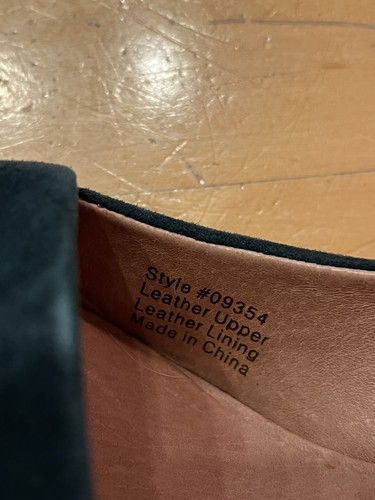 Style #09354
Leather Upper
Leather Lining
Made in China